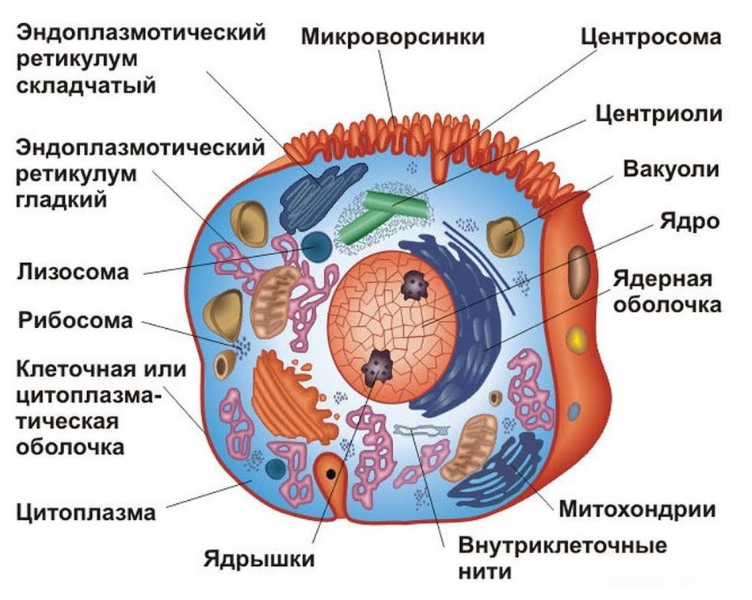 Эндоплазмотический
ретикулум
складчатый
Микроворсинки
Центросома
Центриоли
Эндоплазмотический
ретикулум
гладкий
Вакуоли
Ядро
Лизосома
Ядерная
оболочка
Рибосома
Клеточная или
цитоплазма-
тическая
оболочка
Цитоплазма
Митохондрии
Ядрышки
Внутриклеточные
нити